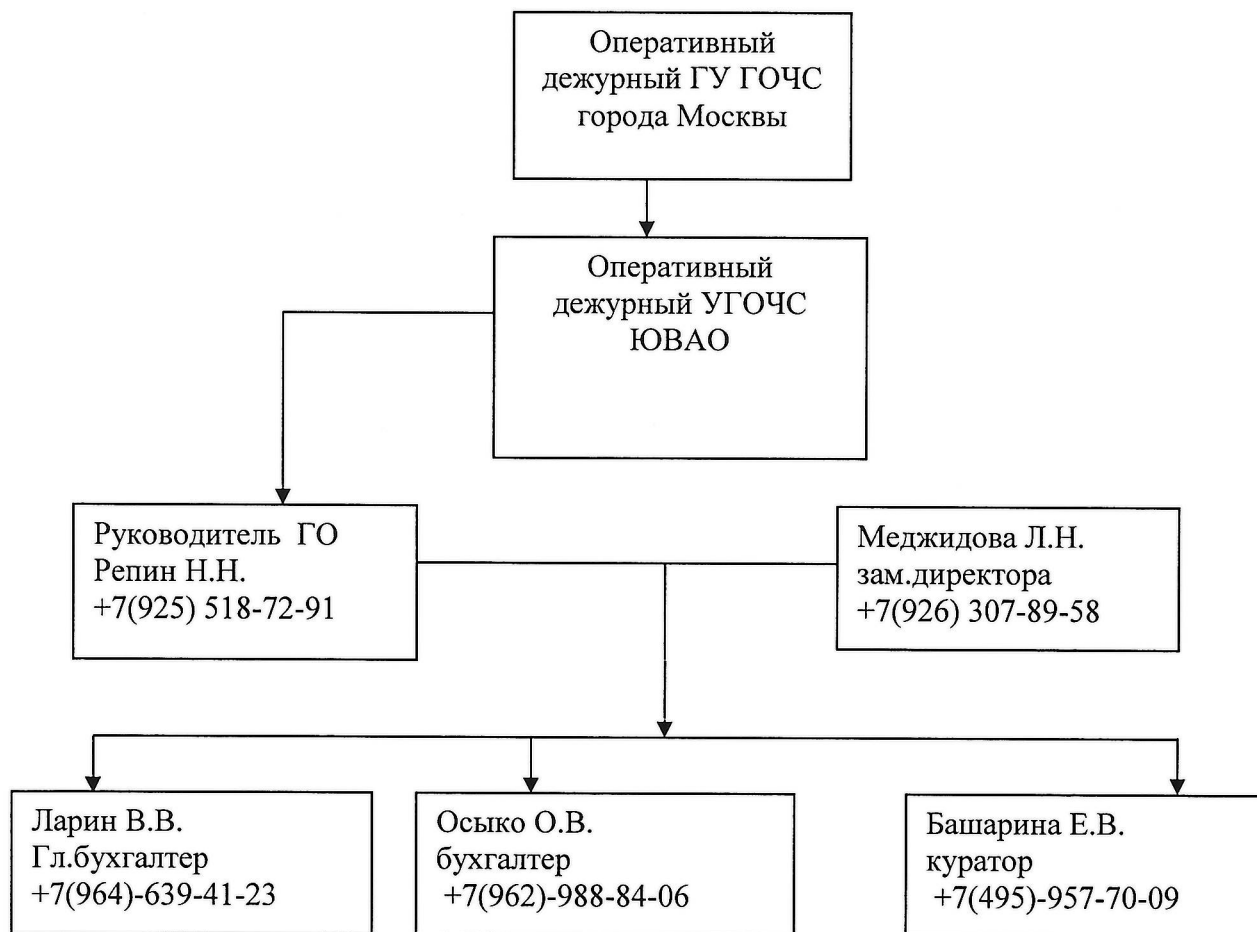 Оперативный
дежурный ГУ ГОЧС
города Москвы
Оперативный
дежурный УГОЧС
ЮВАО
Руководитель ГО
Репин Н.Н.
+7(925) 518-72-91
Меджидова Л.Н.
зам.директора
+7(926) 307-89-58
Ларин В.В.
Гл.бухгалтер
+7(964)-639-41-23
Осыко О.В.
бухгалтер
+7(962)-988-84-06
Башарина Е.В.
куратор
+7(495)-957-70-09